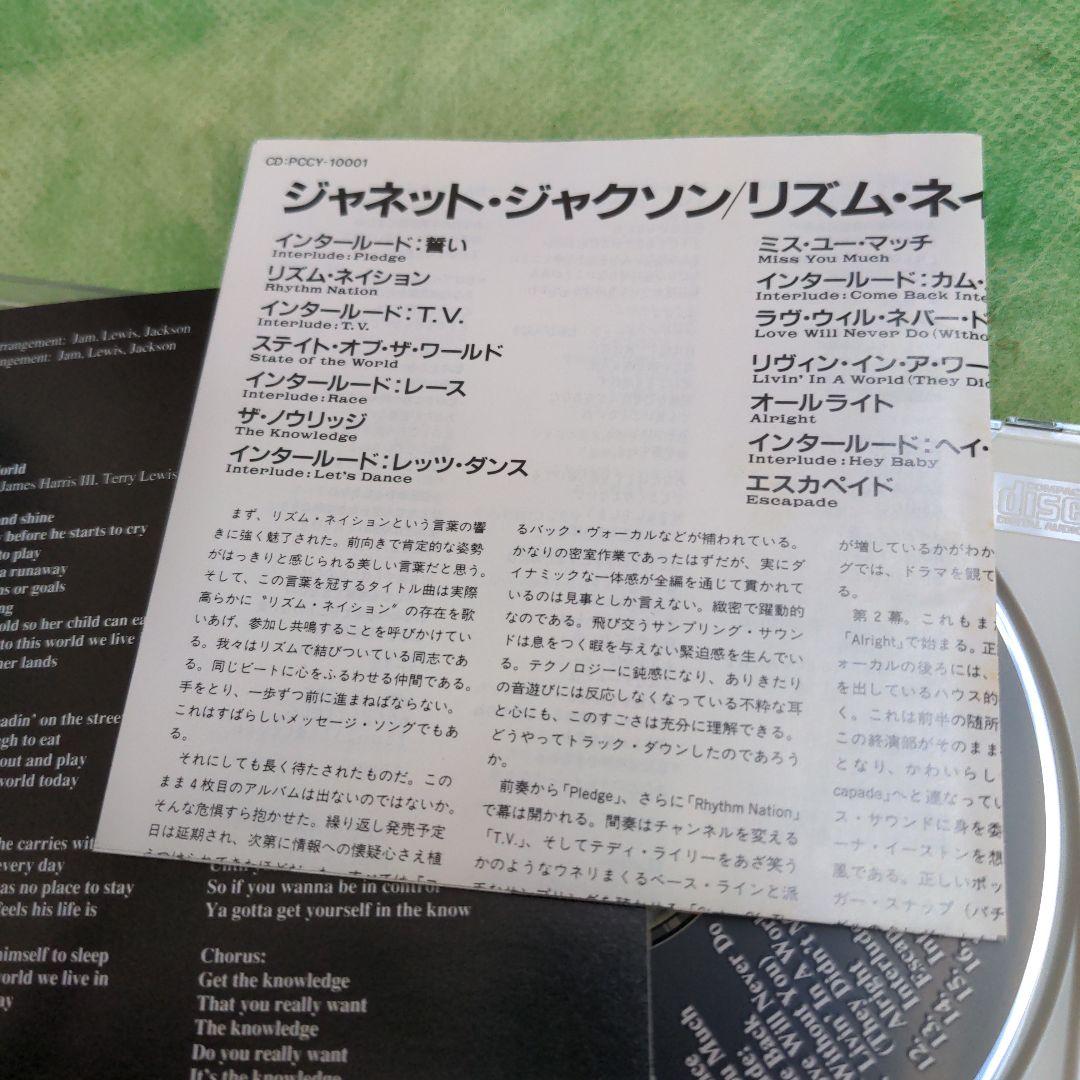 CD:PCCY-10001
ジャネット・ジャクソン/リズム・ネイ
インタールード:誓い
Interlude:Pledge
リズム・ネイション
Rhythm Nation
インタールード:T.V.
Interlude:T.V.
ステイト・オブ・ザ・ワールド
State of the World
インタールード:レース
Interlude:Race
ザ・ノウリッジ
The Knowledge
インタールード:レッツ・ダンス
Interlude:Let's Dance
ミス・ユー・マッチ
Miss You Much
インタールード:カム・
Interlude:Come Back Inte
ラヴ・ウィル・ネバー・ド
Love Will Never Do (Witho
リヴィン・イン・ア・ワー
Livin' In A World (They Did
オールライト
Alright
インタールード:ヘイ・
Interlude:Hey Baby
エスカペイド
Escapade
まず、リズム・ネイションという言葉の響
きに強く魅了された。前向きで肯定的な姿勢
がはっきりと感じられる美しい言葉だと思う。
そして、この言葉を冠するタイトル曲は実際
高らかに“リズム・ネイション”の存在を歌
いあげ、参加し共鳴することを呼びかけてい
る。我々はリズムで結びついている同志であ
る。同じビートに心をふるわせる仲間である。
手をとり、一歩ずつ前に進まねばならない。
これはすばらしいメッセージ・ソングでもあ
る。
それにしても長く待たされたものだ。この
まま4枚目のアルバムは出ないのではないか。
そんな危惧すら抱かせた。繰り返し発売予定
日は延期され、次第に情報への懐疑心さえ植
るバック・ヴォーカルなどが捕われている。
かなりの密室作業であったはずだが、実にダ
イナミックな一体感が全編を通じて貫かれて
いるのは見事としか言えない。緻密で躍動的
なのである。飛び交うサンプリング・サウン
ドは息をつく暇を与えない緊迫感を生んでい
る。テクノロジーに鈍感になり、ありきたり
の音遊びには反応しなくなっている不粋な耳
と心にも、このすごさは充分に理解できる。
どうやってトラック・ダウンしたのであろう
か。
前奏から「Pledge」、さらに「Rhythm Nation」
で幕は開かれる。間奏はチャンネルを変える
「T.V.」、そしてテディ・ライリーをあざ笑う
かのようなウネリまくるベース・ラインと派
が増しているかがわか
グでは、ドラマを観て
る。
第2幕。これもま
「Alright」で始まる。正
ォーカルの後ろには、
を出しているハウス的
く。これは前半の随所
この終演部がそのまま
となり、かわいらし
capade」へと連なってい
ス・サウンドに身を委
ーナ・イーストンを想
風である。正しいポッ
ガー・スナップ(バチ
rrangement: Jam, Lewis, Jackson
ngement: Jam, Lewis, Jackson
orld
James Harris III, Terry Lewis
nd shine
before he starts to cry
to play
a runaway
ns or goals
ng
old so her child can ea
to this world we live
her lands
adin' on the stree
gh to eat
out and play
world today
he carries wit
every day
as no place to stay
feels his life is
himself to sleep
world we live in
ay
So if you wanna be in control
Ya gotta get yourself in the know
Chorus:
Get the knowledge
That you really want
The knowledge
Do you really want
It's the knowledge
COMPACT
disc
DIGITAL AUDIO